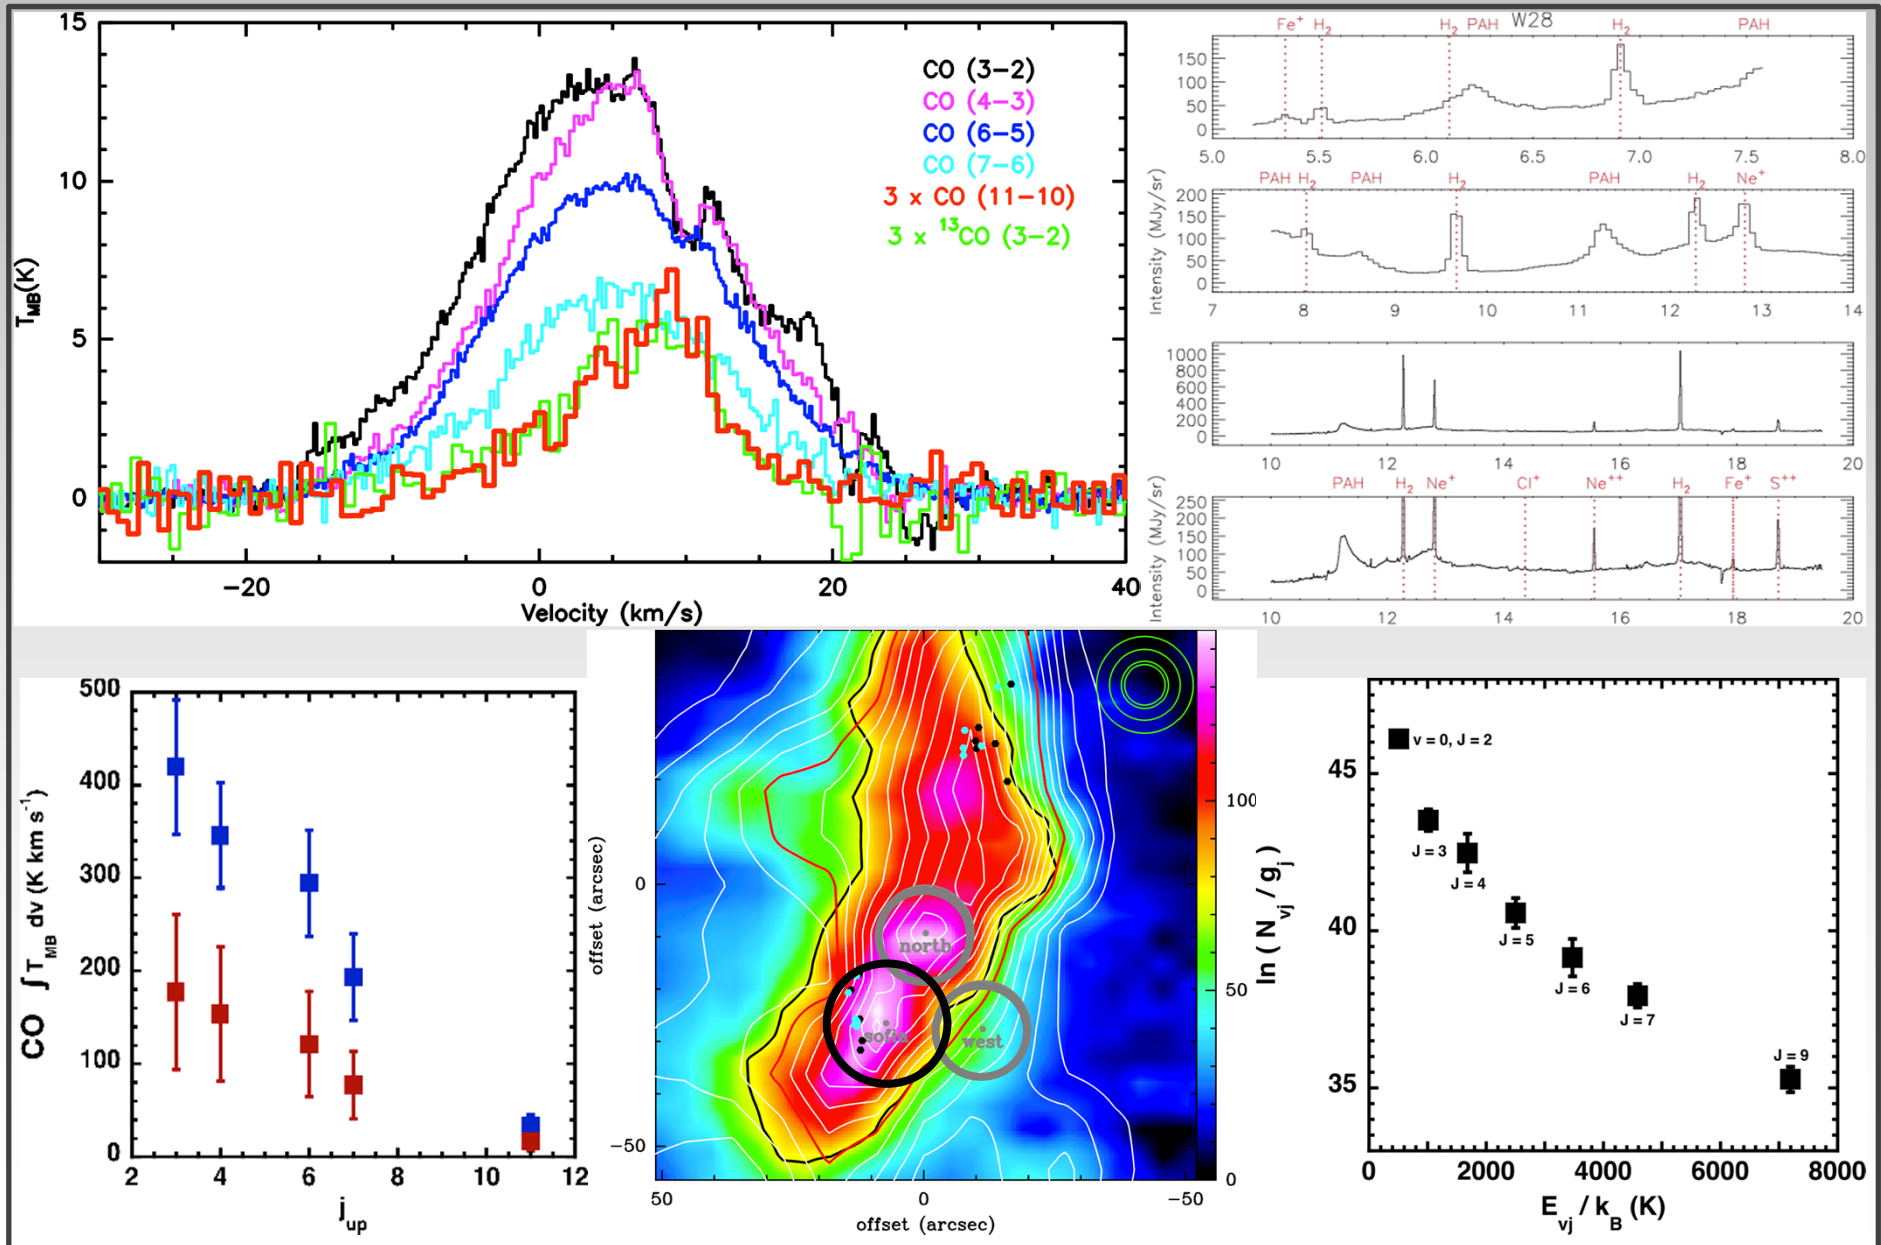 15
10
5
0
T_MB(K)
−20 0 20 40
Velocity (km/s)
CO (3−2)
CO (4−3)
CO (6−5)
CO (7−6)
3 x CO (11−10)
3 x ¹³CO (3−2)
W28
Fe⁺ H₂ H₂ PAH H₂ PAH
150
100
50
0
5.0 5.5 6.0 6.5 7.0 7.5 8.0
PAH H₂ PAH H₂ PAH H₂ Ne⁺
Intensity (MJy/sr)
200
150
100
50
0
7 8 9 10 11 12 13 14
1000
800
600
400
200
0
10 12 14 16 18 20
PAH H₂ Ne⁺ Cl⁺ Ne⁺⁺ H₂ Fe⁺ S⁺⁺
Intensity (MJy/sr)
250
200
150
100
50
0
10 12 14 16 18 20
500
400
300
200
100
0
CO ∫ T_MB dv (K km s⁻¹)
2 4 6 8 10 12
j_up
0
−50
offset (arcsec)
north
sofia
west
50 0 −50
offset (arcsec)
100
50
0
45
40
35
ln ( N_vj / g_j )
v = 0, J = 2
J = 3
J = 4
J = 5
J = 6
J = 7
J = 9
0 2000 4000 6000 8000
E_vj / k_B (K)